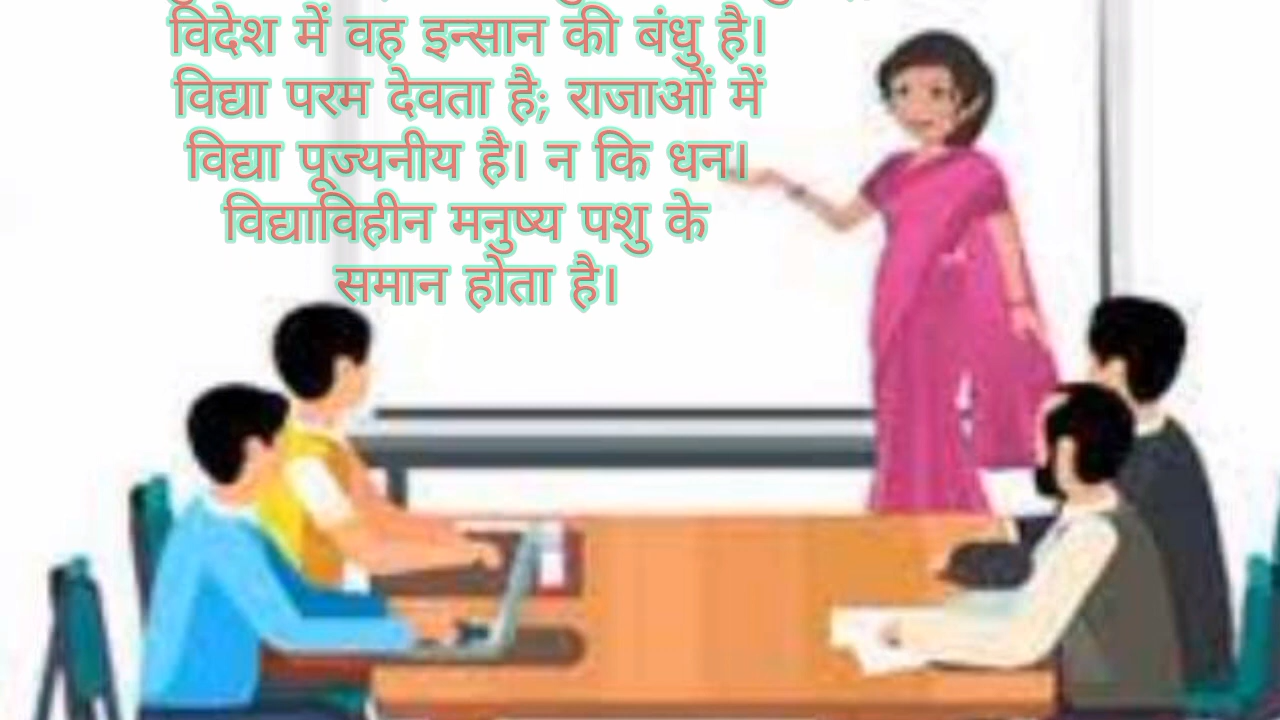 विदेश में वह इन्सान की बंधु है।
विद्या परम देवता है; राजाओं में
विद्या पूज्यनीय है। न कि धन।
विद्याविहीन मनुष्य पशु के
समान होता है।